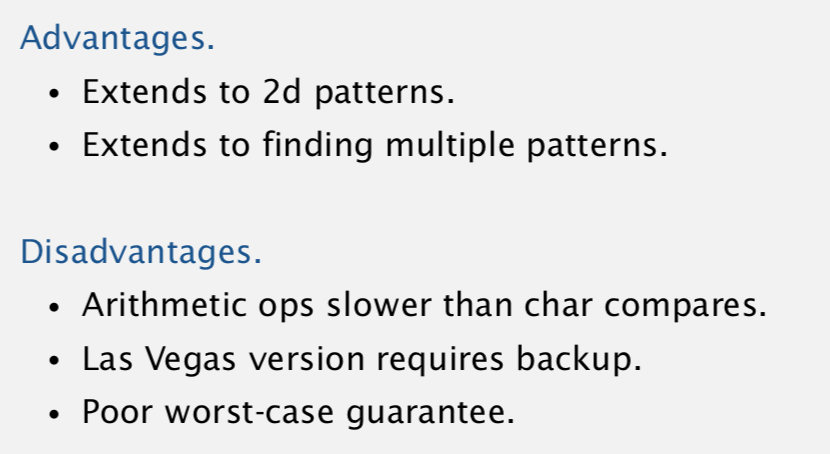 Advantages.
• Extends to 2d patterns.
• Extends to finding multiple patterns.
Disadvantages.
• Arithmetic ops slower than char compares.
• Las Vegas version requires backup.
• Poor worst-case guarantee.